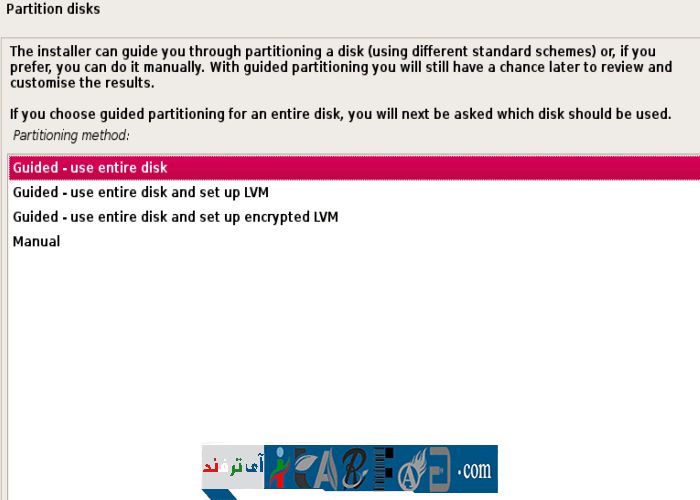 Partition disks
The installer can guide you through partitioning a disk (using different standard schemes) or, if you
prefer, you can do it manually. With guided partitioning you will still have a chance later to review and
customise the results.
If you choose guided partitioning for an entire disk, you will next be asked which disk should be used.
Partitioning method:
Guided - use entire disk
Guided - use entire disk and set up LVM
Guided - use entire disk and set up encrypted LVM
Manual
آی ترفند
.com